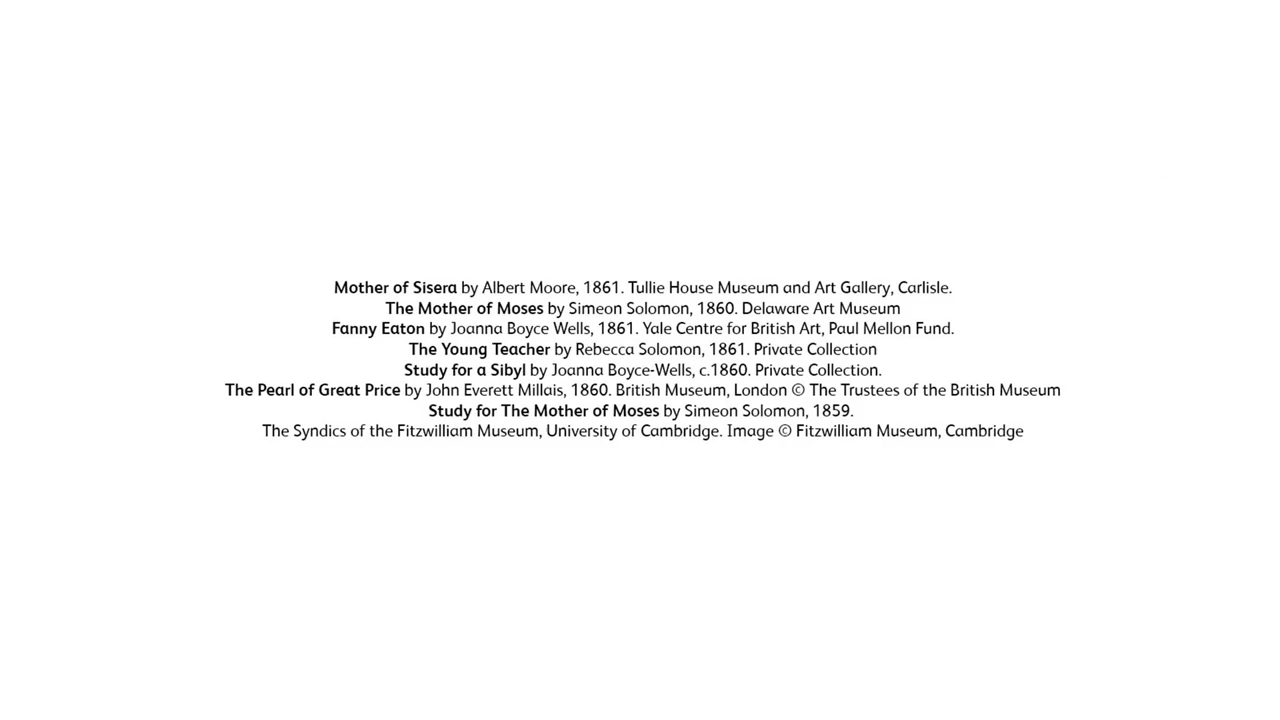 Mother of Sisera by Albert Moore, 1861. Tullie House Museum and Art Gallery, Carlisle.
The Mother of Moses by Simeon Solomon, 1860. Delaware Art Museum
Fanny Eaton by Joanna Boyce Wells, 1861. Yale Centre for British Art, Paul Mellon Fund.
The Young Teacher by Rebecca Solomon, 1861. Private Collection
Study for a Sibyl by Joanna Boyce-Wells, c.1860. Private Collection.
The Pearl of Great Price by John Everett Millais, 1860. British Museum, London © The Trustees of the British Museum
Study for The Mother of Moses by Simeon Solomon, 1859.
The Syndics of the Fitzwilliam Museum, University of Cambridge. Image © Fitzwilliam Museum, Cambridge